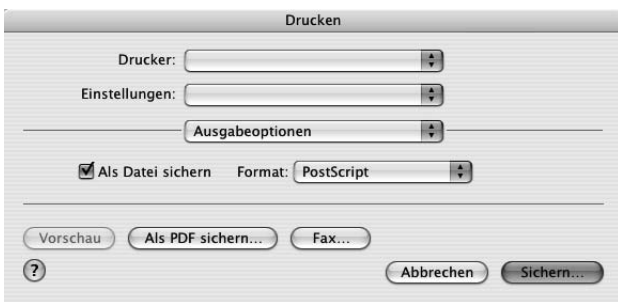 Drucken
Drucker:
Einstellungen:
Ausgabeoptionen
Als Datei sichern Format: PostScript
Vorschau Als PDF sichern... Fax...
? Abbrechen Sichern...